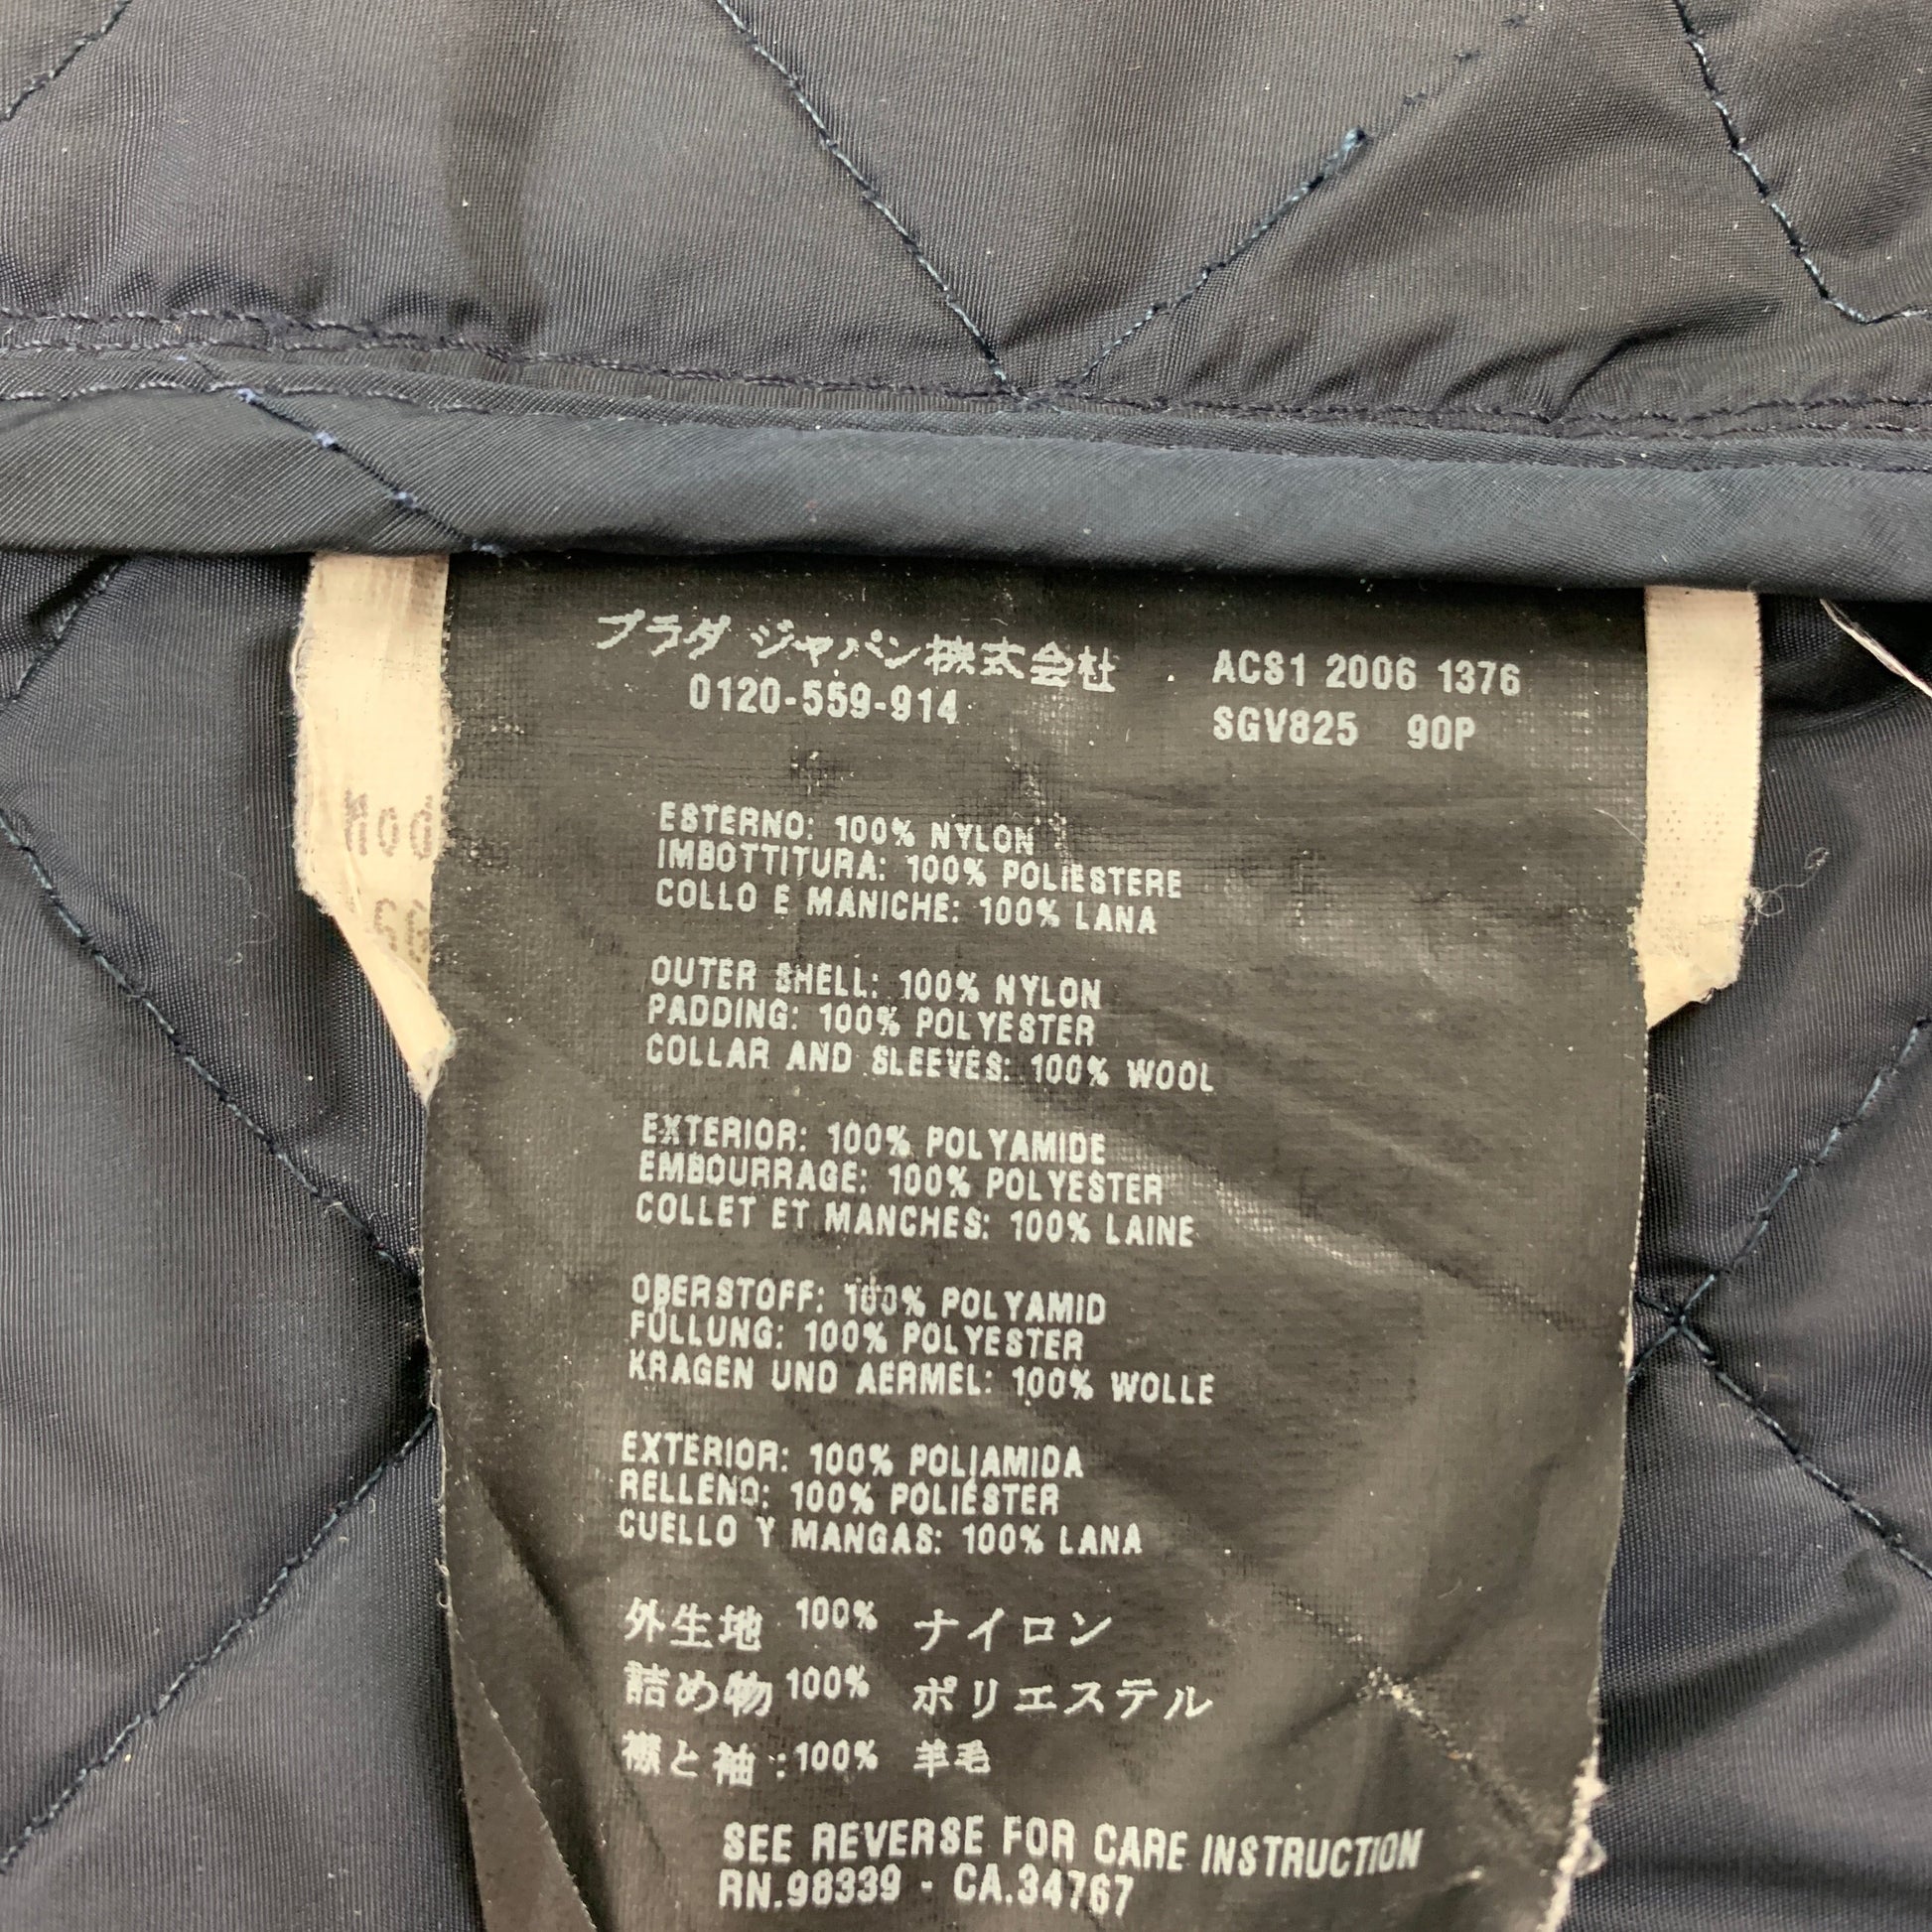 プラダ ジャパン株式会社
0120-559-914
ACS1 2006 1376
SGV825 90P
ESTERNO: 100% NYLON
IMBOTTITURA: 100% POLIESTERE
COLLO E MANICHE: 100% LANA
OUTER SHELL: 100% NYLON
PADDING: 100% POLYESTER
COLLAR AND SLEEVES: 100% WOOL
EXTERIOR: 100% POLYAMIDE
EMBOURRAGE: 100% POLYESTER
COLLET ET MANCHES: 100% LAINE
OBERSTOFF: 100% POLYAMID
FÜLLUNG: 100% POLYESTER
KRAGEN UND AERMEL: 100% WOLLE
EXTERIOR: 100% POLIAMIDA
RELLENO: 100% POLIÉSTER
CUELLO Y MANGAS: 100% LANA
外生地 100% ナイロン
詰め物 100% ポリエステル
襟と袖 : 100% 羊毛
SEE REVERSE FOR CARE INSTRUCTION
RN.98339 - CA.34767